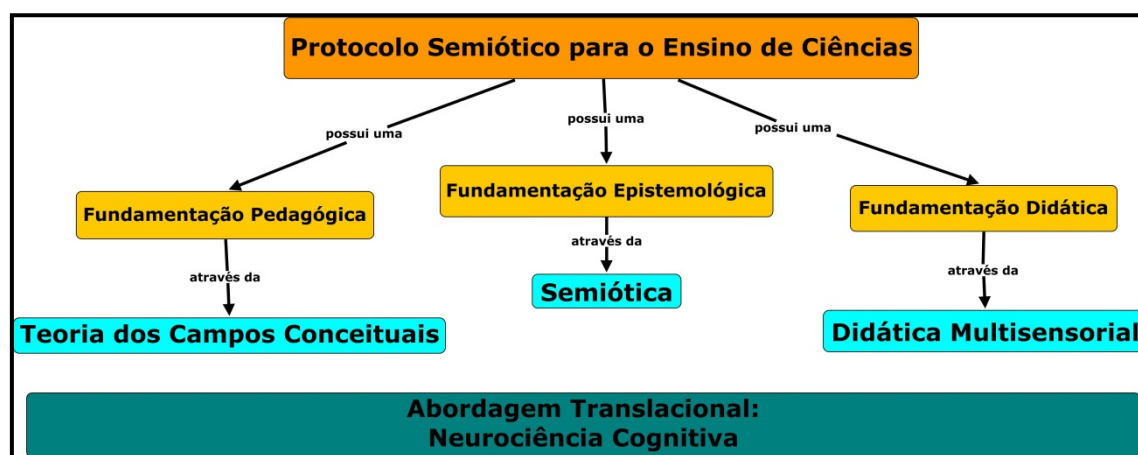 Protocolo Semiótico para o Ensino de Ciências
possui uma
possui uma
possui uma
Fundamentação Pedagógica
Fundamentação Epistemológica
Fundamentação Didática
através da
através da
através da
Teoria dos Campos Conceituais
Semiótica
Didática Multisensorial
Abordagem Translacional:
Neurociência Cognitiva